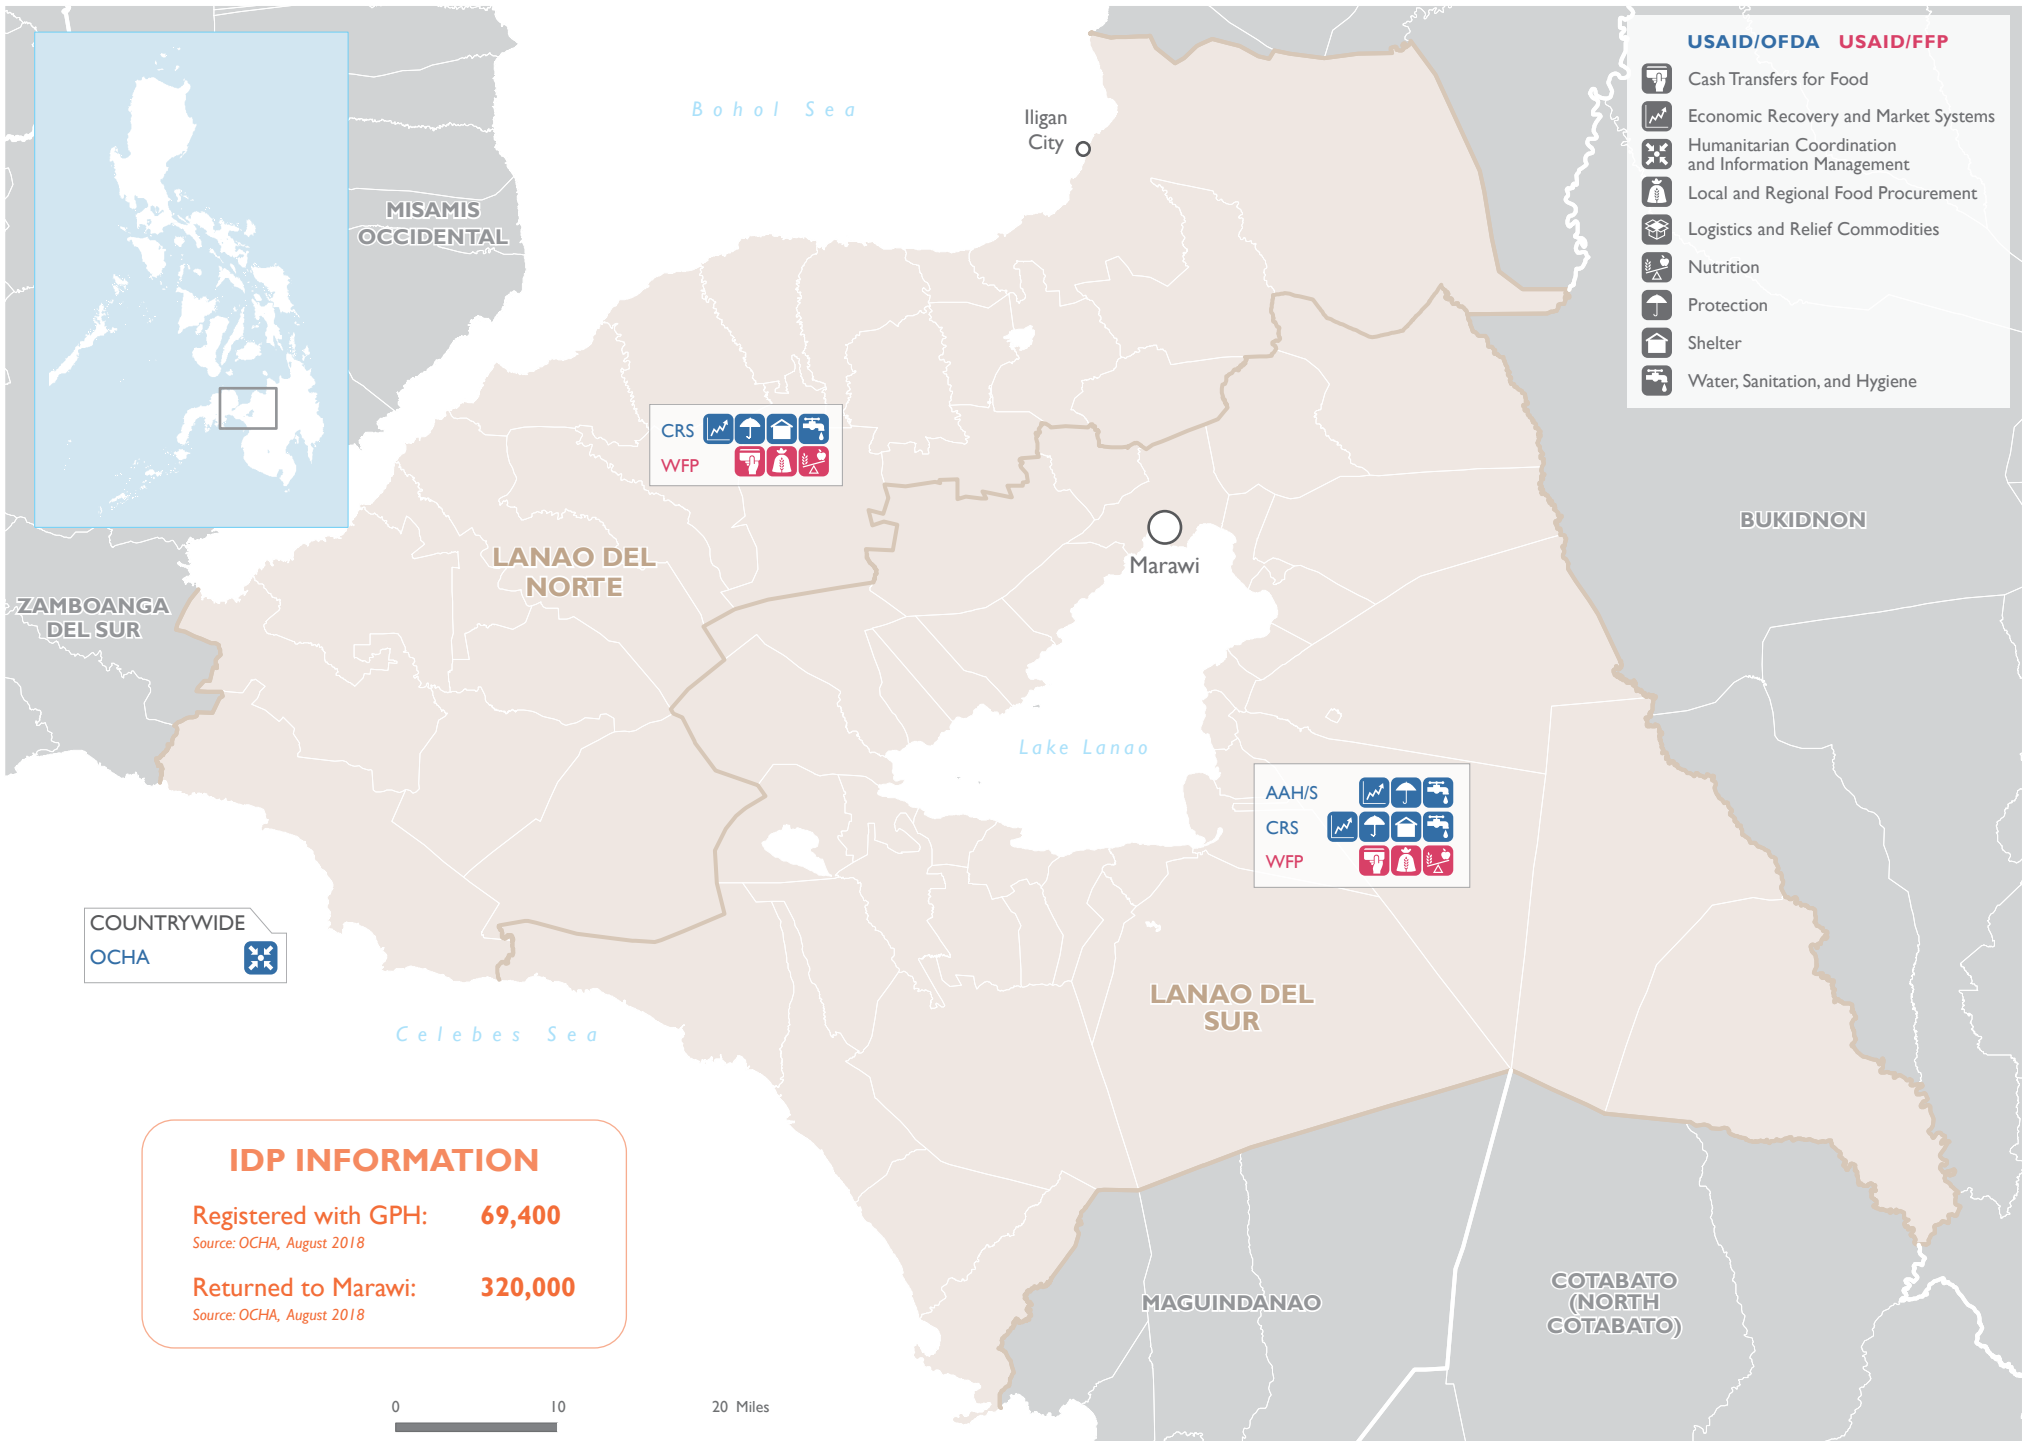 USAID/OFDA USAID/FFP
Cash Transfers for Food
Economic Recovery and Market Systems
Humanitarian Coordination
and Information Management
Local and Regional Food Procurement
Logistics and Relief Commodities
Nutrition
Protection
Shelter
Water, Sanitation, and Hygiene
Bohol Sea
Iligan
City
MISAMIS
OCCIDENTAL
CRS
WFP
BUKIDNON
LANAO DEL
NORTE
Marawi
ZAMBOANGA
DEL SUR
Lake Lanao
AAH/S
CRS
WFP
COUNTRYWIDE
OCHA
LANAO DEL
SUR
Celebes Sea
IDP INFORMATION
Registered with GPH: 69,400
Source: OCHA, August 2018
Returned to Marawi: 320,000
Source: OCHA, August 2018
MAGUINDANAO
COTABATO
(NORTH
COTABATO)
0 10 20 Miles